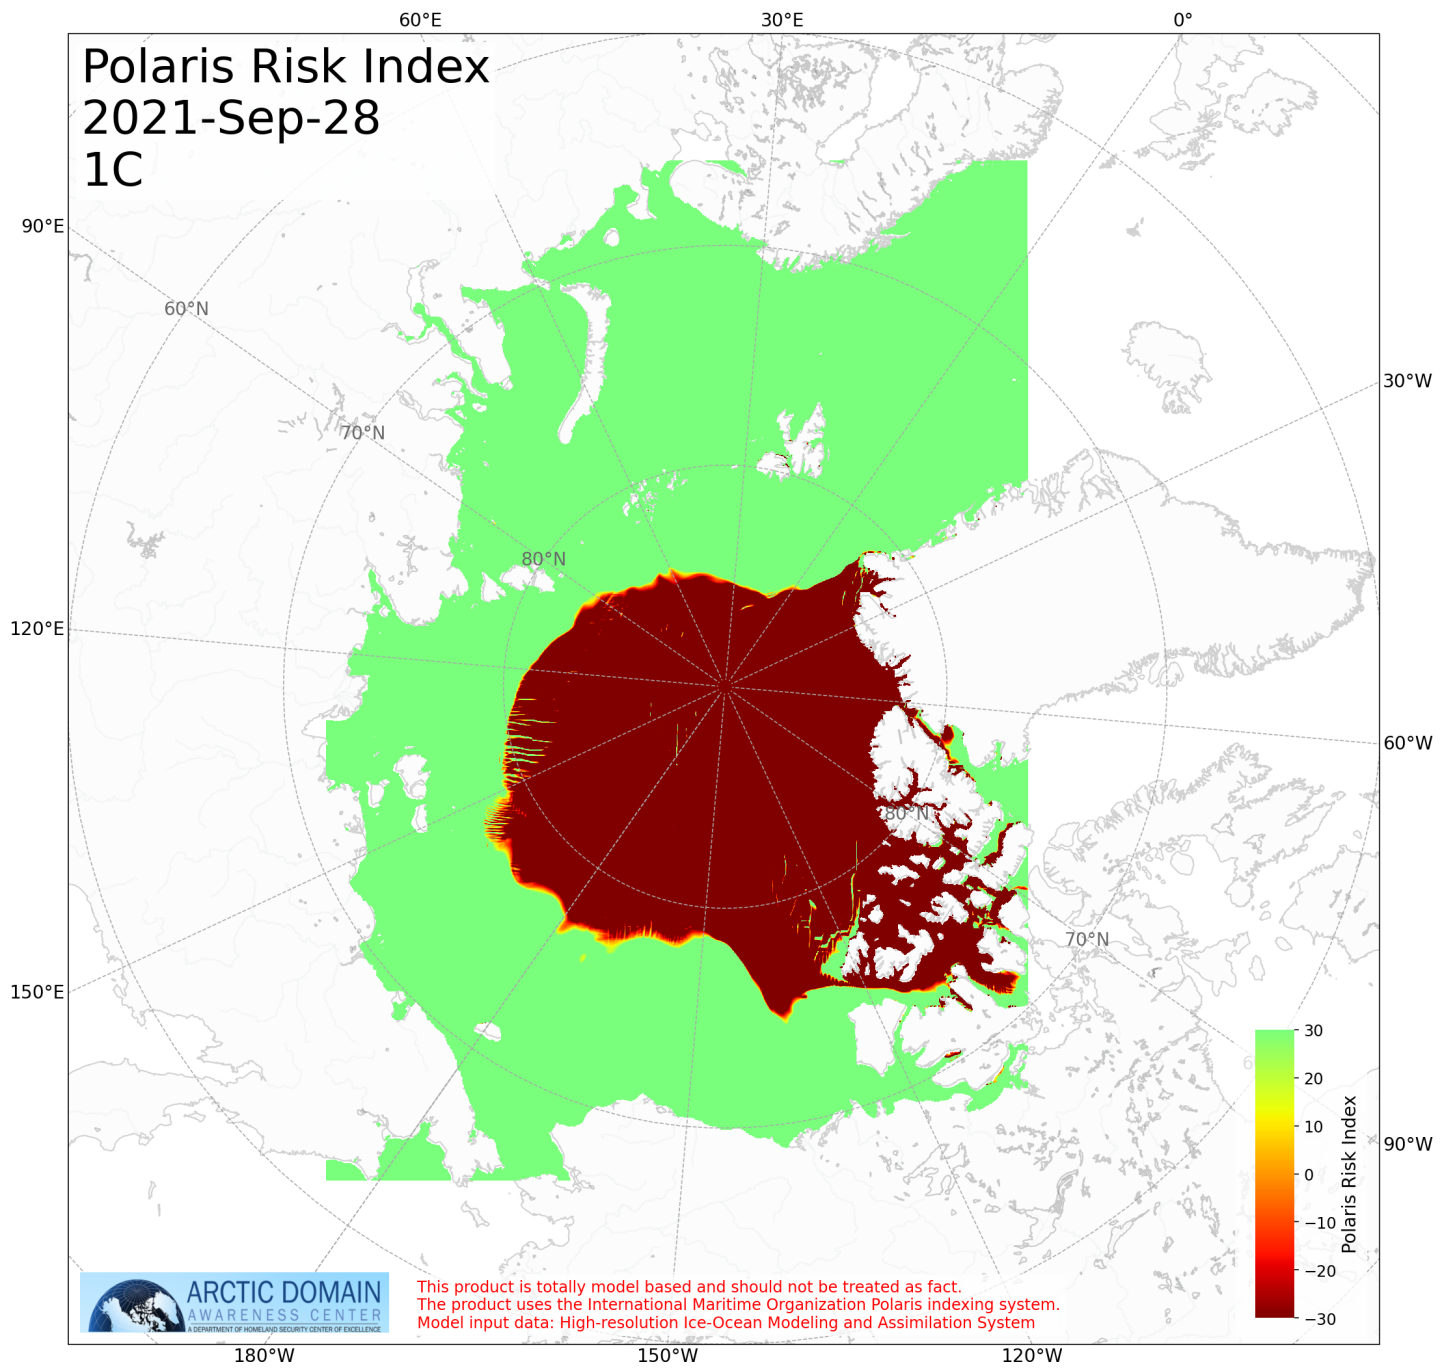 60°E 30°E 0°
Polaris Risk Index
2021-Sep-28
1C
90°E
60°N
30°W
70°N
80°N
120°E
60°W
80°N
70°N
150°E
30
20
10
0
−10
−20
−30
Polaris Risk Index
90°W
ARCTIC DOMAIN
AWARENESS CENTER
A DEPARTMENT OF HOMELAND SECURITY CENTER OF EXCELLENCE
This product is totally model based and should not be treated as fact.
The product uses the International Maritime Organization Polaris indexing system.
Model input data: High-resolution Ice-Ocean Modeling and Assimilation System
180°W 150°W 120°W